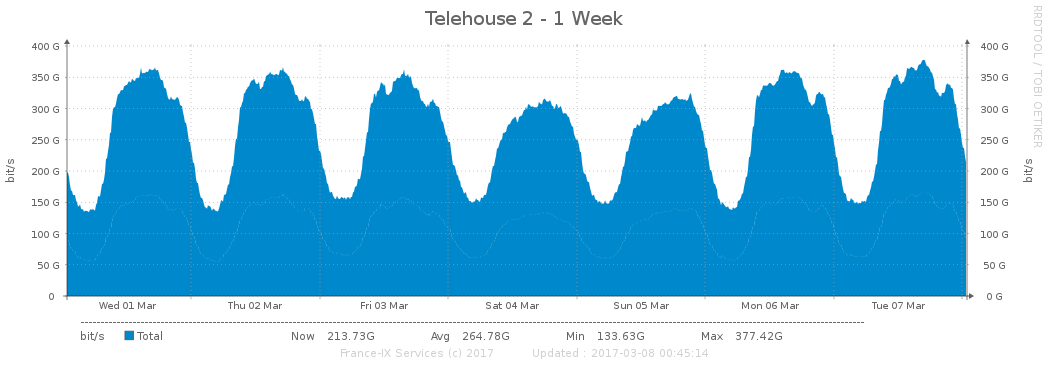 Telehouse 2 - 1 Week
RRDTOOL / TOBI OETIKER
400 G 400 G
350 G 350 G
300 G 300 G
250 G 250 G
200 G 200 G
150 G 150 G
100 G 100 G
50 G 50 G
0 0 G
bit/s bit/s
Wed 01 Mar Thu 02 Mar Fri 03 Mar Sat 04 Mar Sun 05 Mar Mon 06 Mar Tue 07 Mar
bit/s Total Now 213.73G Avg 264.78G Min 133.63G Max 377.42G
France-IX Services (c) 2017 Updated : 2017-03-08 00:45:14